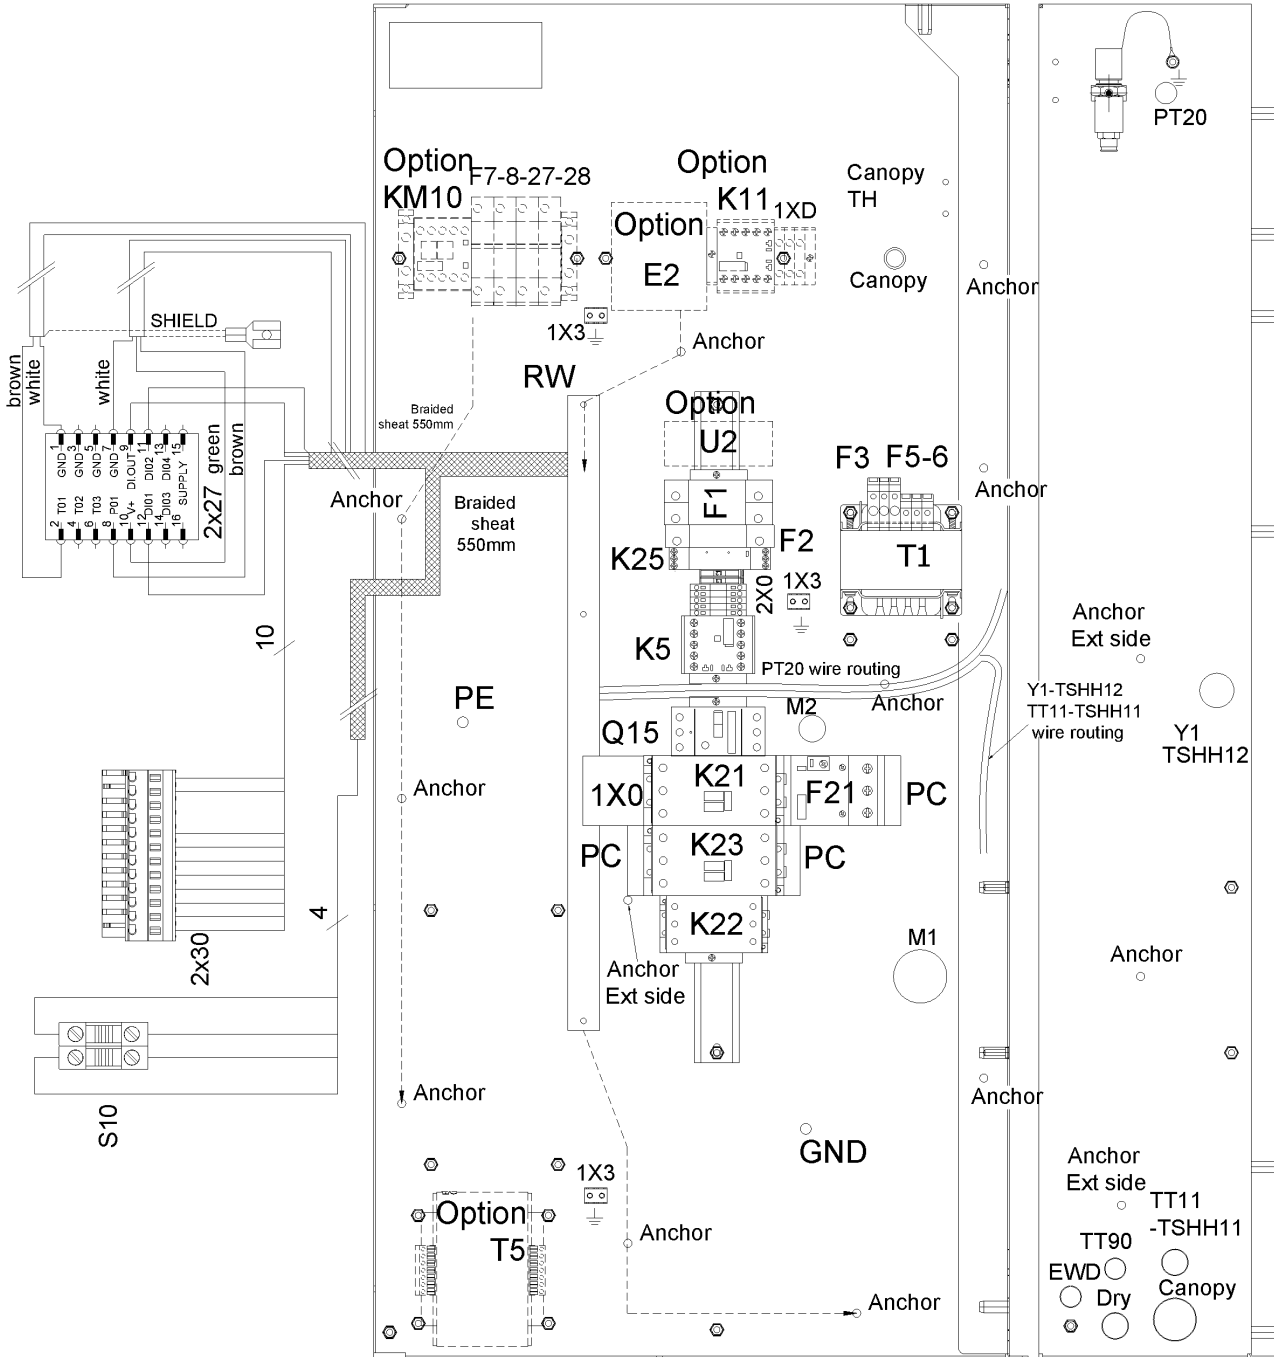 PT20
Option
KM10
F7-8-27-28
Option
K11
1XD
Option
E2
Canopy
TH
Canopy
Anchor
SHIELD
1X3
Anchor
brown
white
white
RW
Braided
sheat 550mm
Option
U2
1 3 5 7 9 11 13 15
GND GND GND GND DI.OUT DI02 DI04 SUPPLY
T01 T02 T03 P01 V+ DI01 DI03
2 4 6 8 10 12 14 16
2x27
green
brown
Anchor
Braided
sheat
550mm
F1
F2
K25
2X0
1X3
F3
F5-6
T1
Anchor
10
K5
PT20 wire routing
Anchor
Ext side
PE
Q15
M2
Anchor
Y1-TSHH12
TT11-TSHH11
wire routing
Y1
TSHH12
Anchor
1X0
K21
F21
PC
PC
K23
PC
4
K22
2x30
Anchor
Ext side
M1
Anchor
S10
Anchor
Anchor
GND
1X3
Anchor
Ext side
Option
T5
Anchor
TT11
-TSHH11
TT90
EWD
Dry
Canopy
Anchor